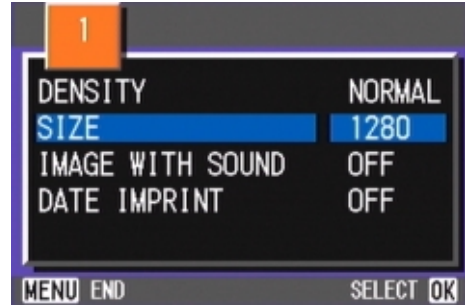 1
DENSITY NORMAL
SIZE 1280
IMAGE WITH SOUND OFF
DATE IMPRINT OFF
MENU END SELECT OK